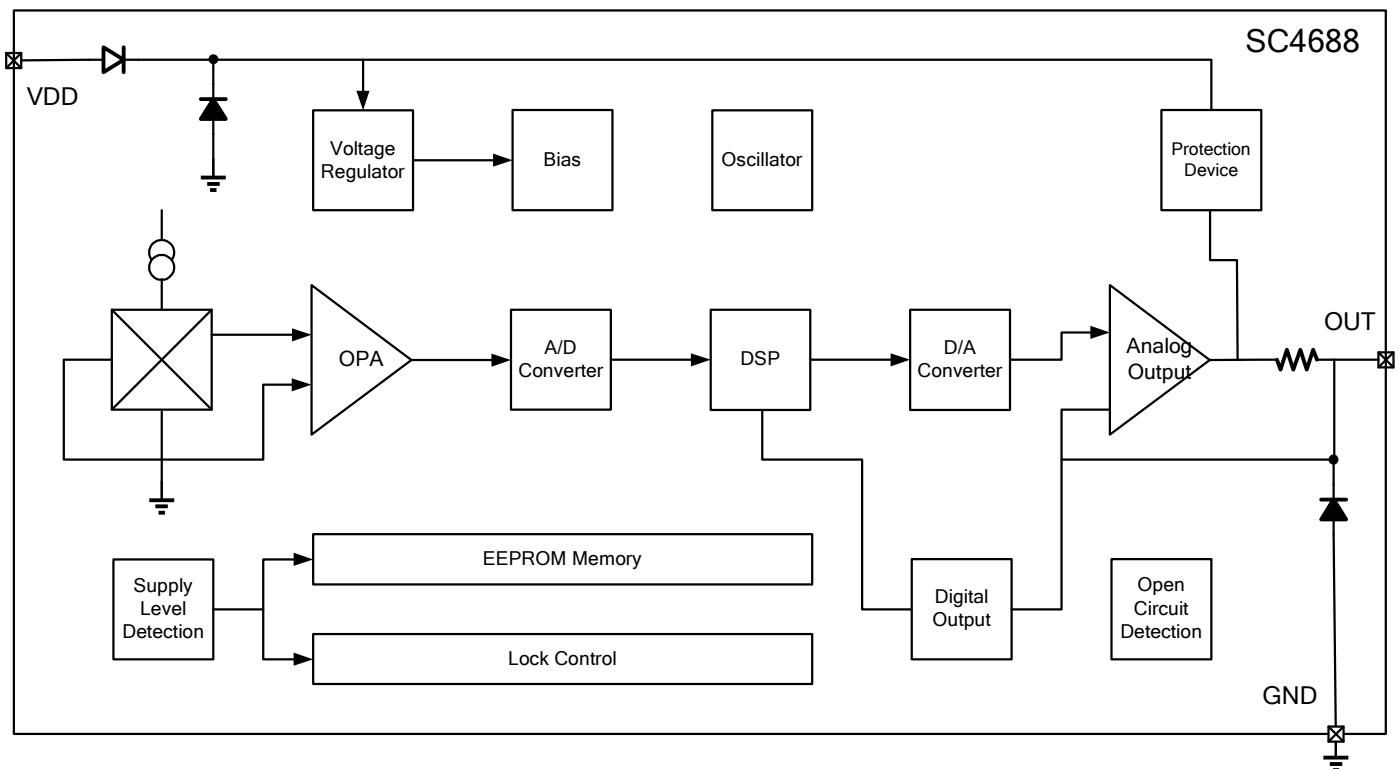 SC4688
VDD
Voltage
Regulator
Bias
Oscillator
Protection
Device
OPA
A/D
Converter
DSP
D/A
Converter
Analog
Output
OUT
EEPROM Memory
Supply
Level
Detection
Lock Control
Digital
Output
Open
Circuit
Detection
GND